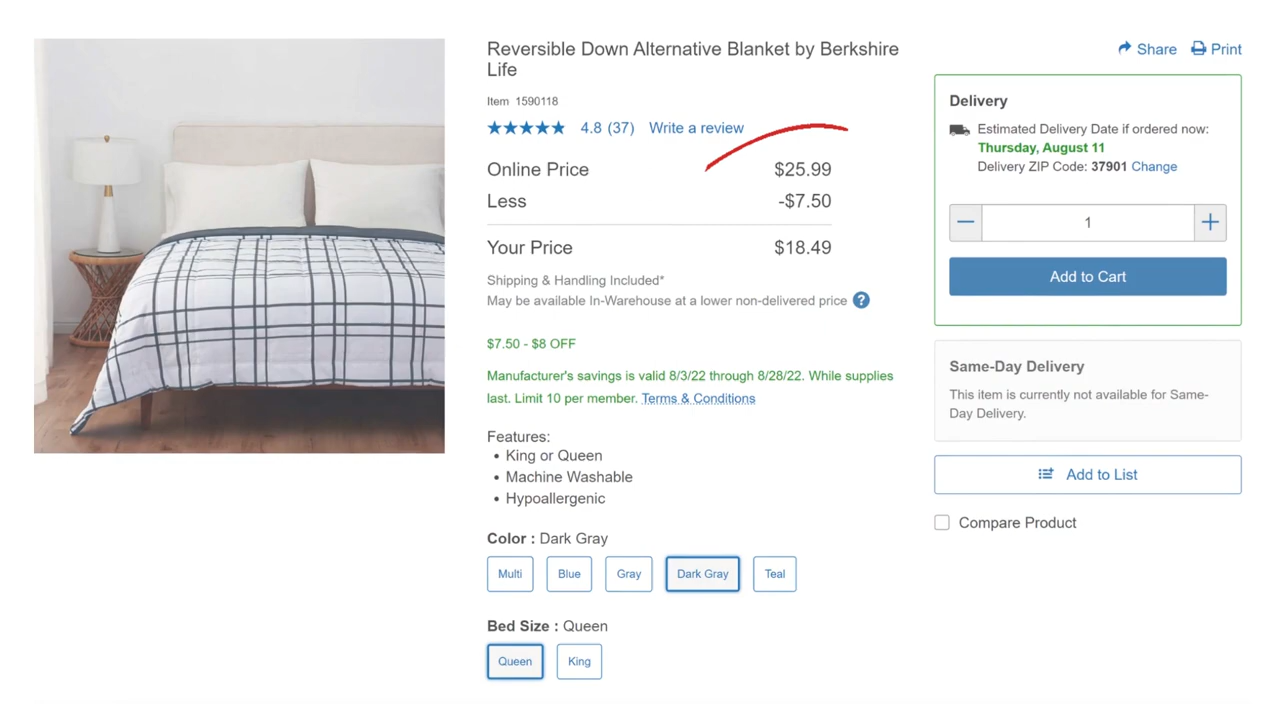 Reversible Down Alternative Blanket by Berkshire
Life
Item 1590118
4.8 (37) Write a review
Online Price $25.99
Less -$7.50
Your Price $18.49
Shipping & Handling Included*
May be available In-Warehouse at a lower non-delivered price ?
$7.50 - $8 OFF
Manufacturer's savings is valid 8/3/22 through 8/28/22. While supplies
last. Limit 10 per member. Terms & Conditions
Features:
• King or Queen
• Machine Washable
• Hypoallergenic
Color : Dark Gray
Multi Blue Gray Dark Gray Teal
Bed Size : Queen
Queen King
Share Print
Delivery
Estimated Delivery Date if ordered now:
Thursday, August 11
Delivery ZIP Code: 37901 Change
1
Add to Cart
Same-Day Delivery
This item is currently not available for Same-
Day Delivery.
Add to List
Compare Product